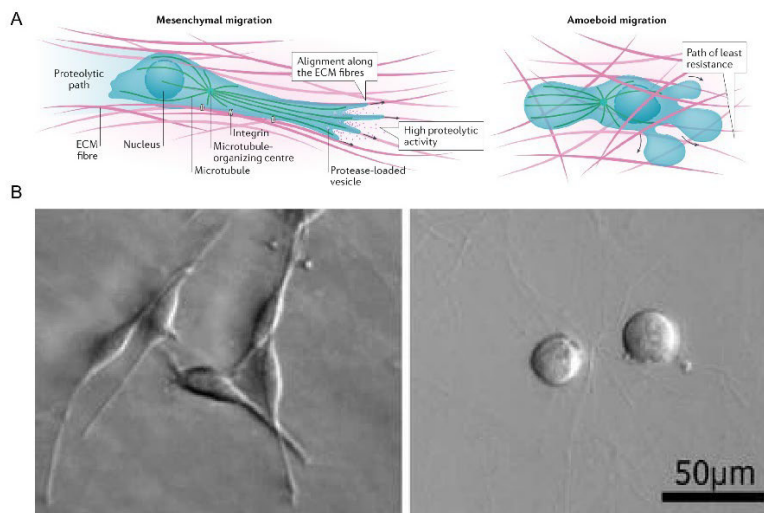 A
Mesenchymal migration
Amoeboid migration
Proteolytic
path
Alignment along
the ECM fibres
Path of least
resistance
High proteolytic
activity
ECM
fibre
Nucleus
Integrin
Microtubule-
organizing centre
Microtubule
Protease-loaded
vesicle
B
50μm